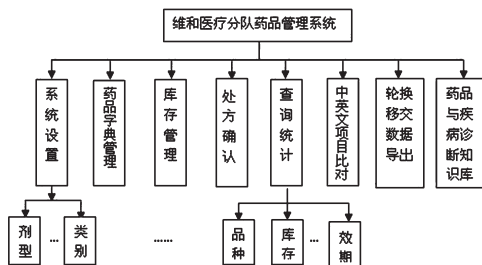 维和医疗分队药品管理系统
系统设置
药品字典管理
库存管理
处方确认
查询统计
中英文项目比对
轮换移交数据导出
药品与疾病诊断知识库
剂型
...
类别
......
品种
库存
...
效期